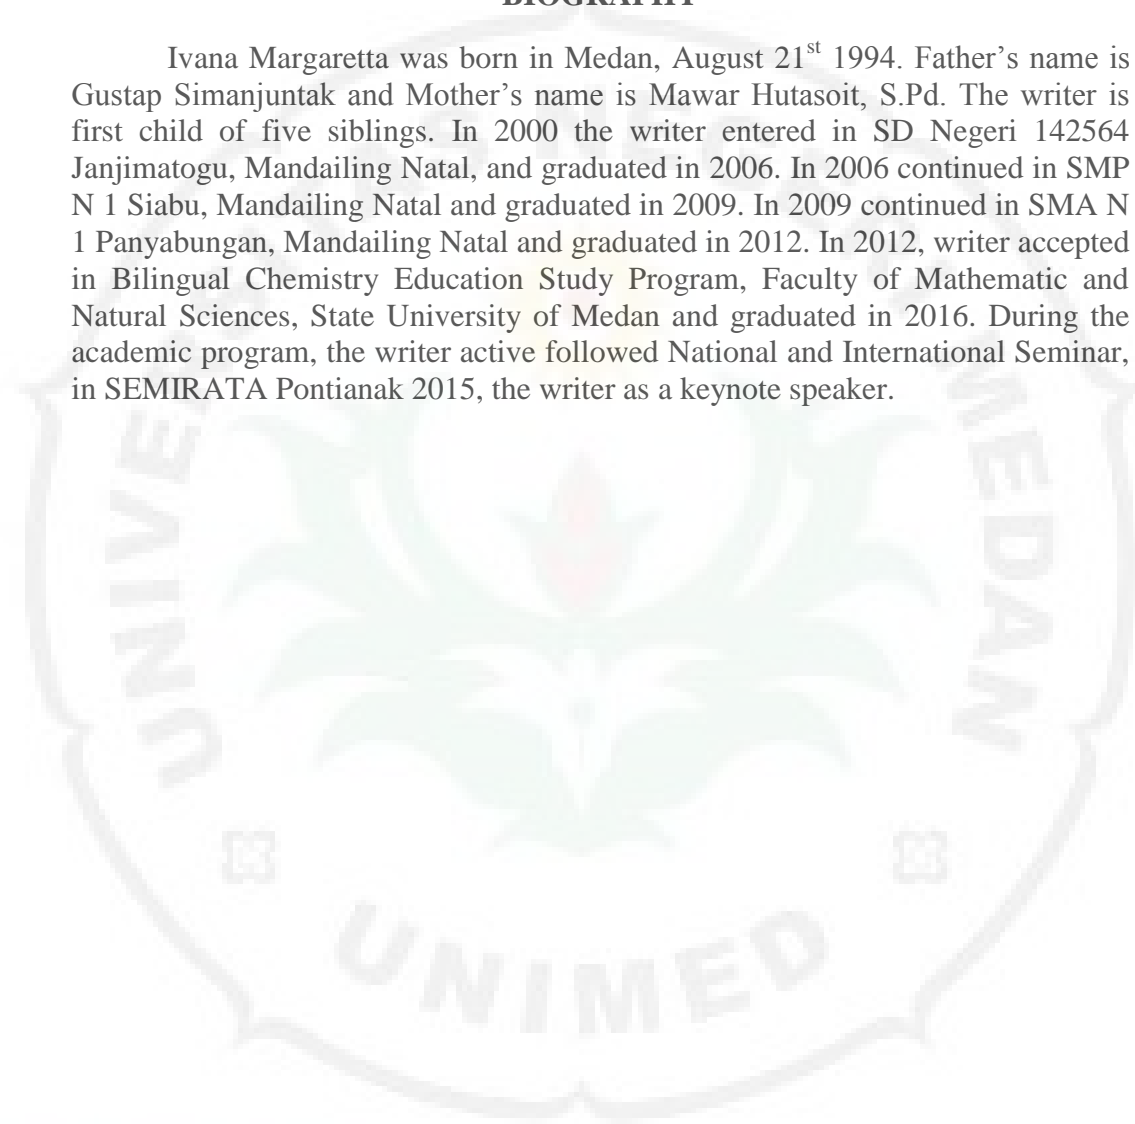 BIOGRAPHY
Ivana Margaretta was born in Medan, August 21st 1994. Father's name is
Gustap Simanjuntak and Mother's name is Mawar Hutasoit, S.Pd. The writer is
first child of five siblings. In 2000 the writer entered in SD Negeri 142564
Janjimatogu, Mandailing Natal, and graduated in 2006. In 2006 continued in SMP
N 1 Siabu, Mandailing Natal and graduated in 2009. In 2009 continued in SMA N
1 Panyabungan, Mandailing Natal and graduated in 2012. In 2012, writer accepted
in Bilingual Chemistry Education Study Program, Faculty of Mathematic and
Natural Sciences, State University of Medan and graduated in 2016. During the
academic program, the writer active followed National and International Seminar,
in SEMIRATA Pontianak 2015, the writer as a keynote speaker.
UNIVERSITAS NEGERI MEDAN
UNIMED